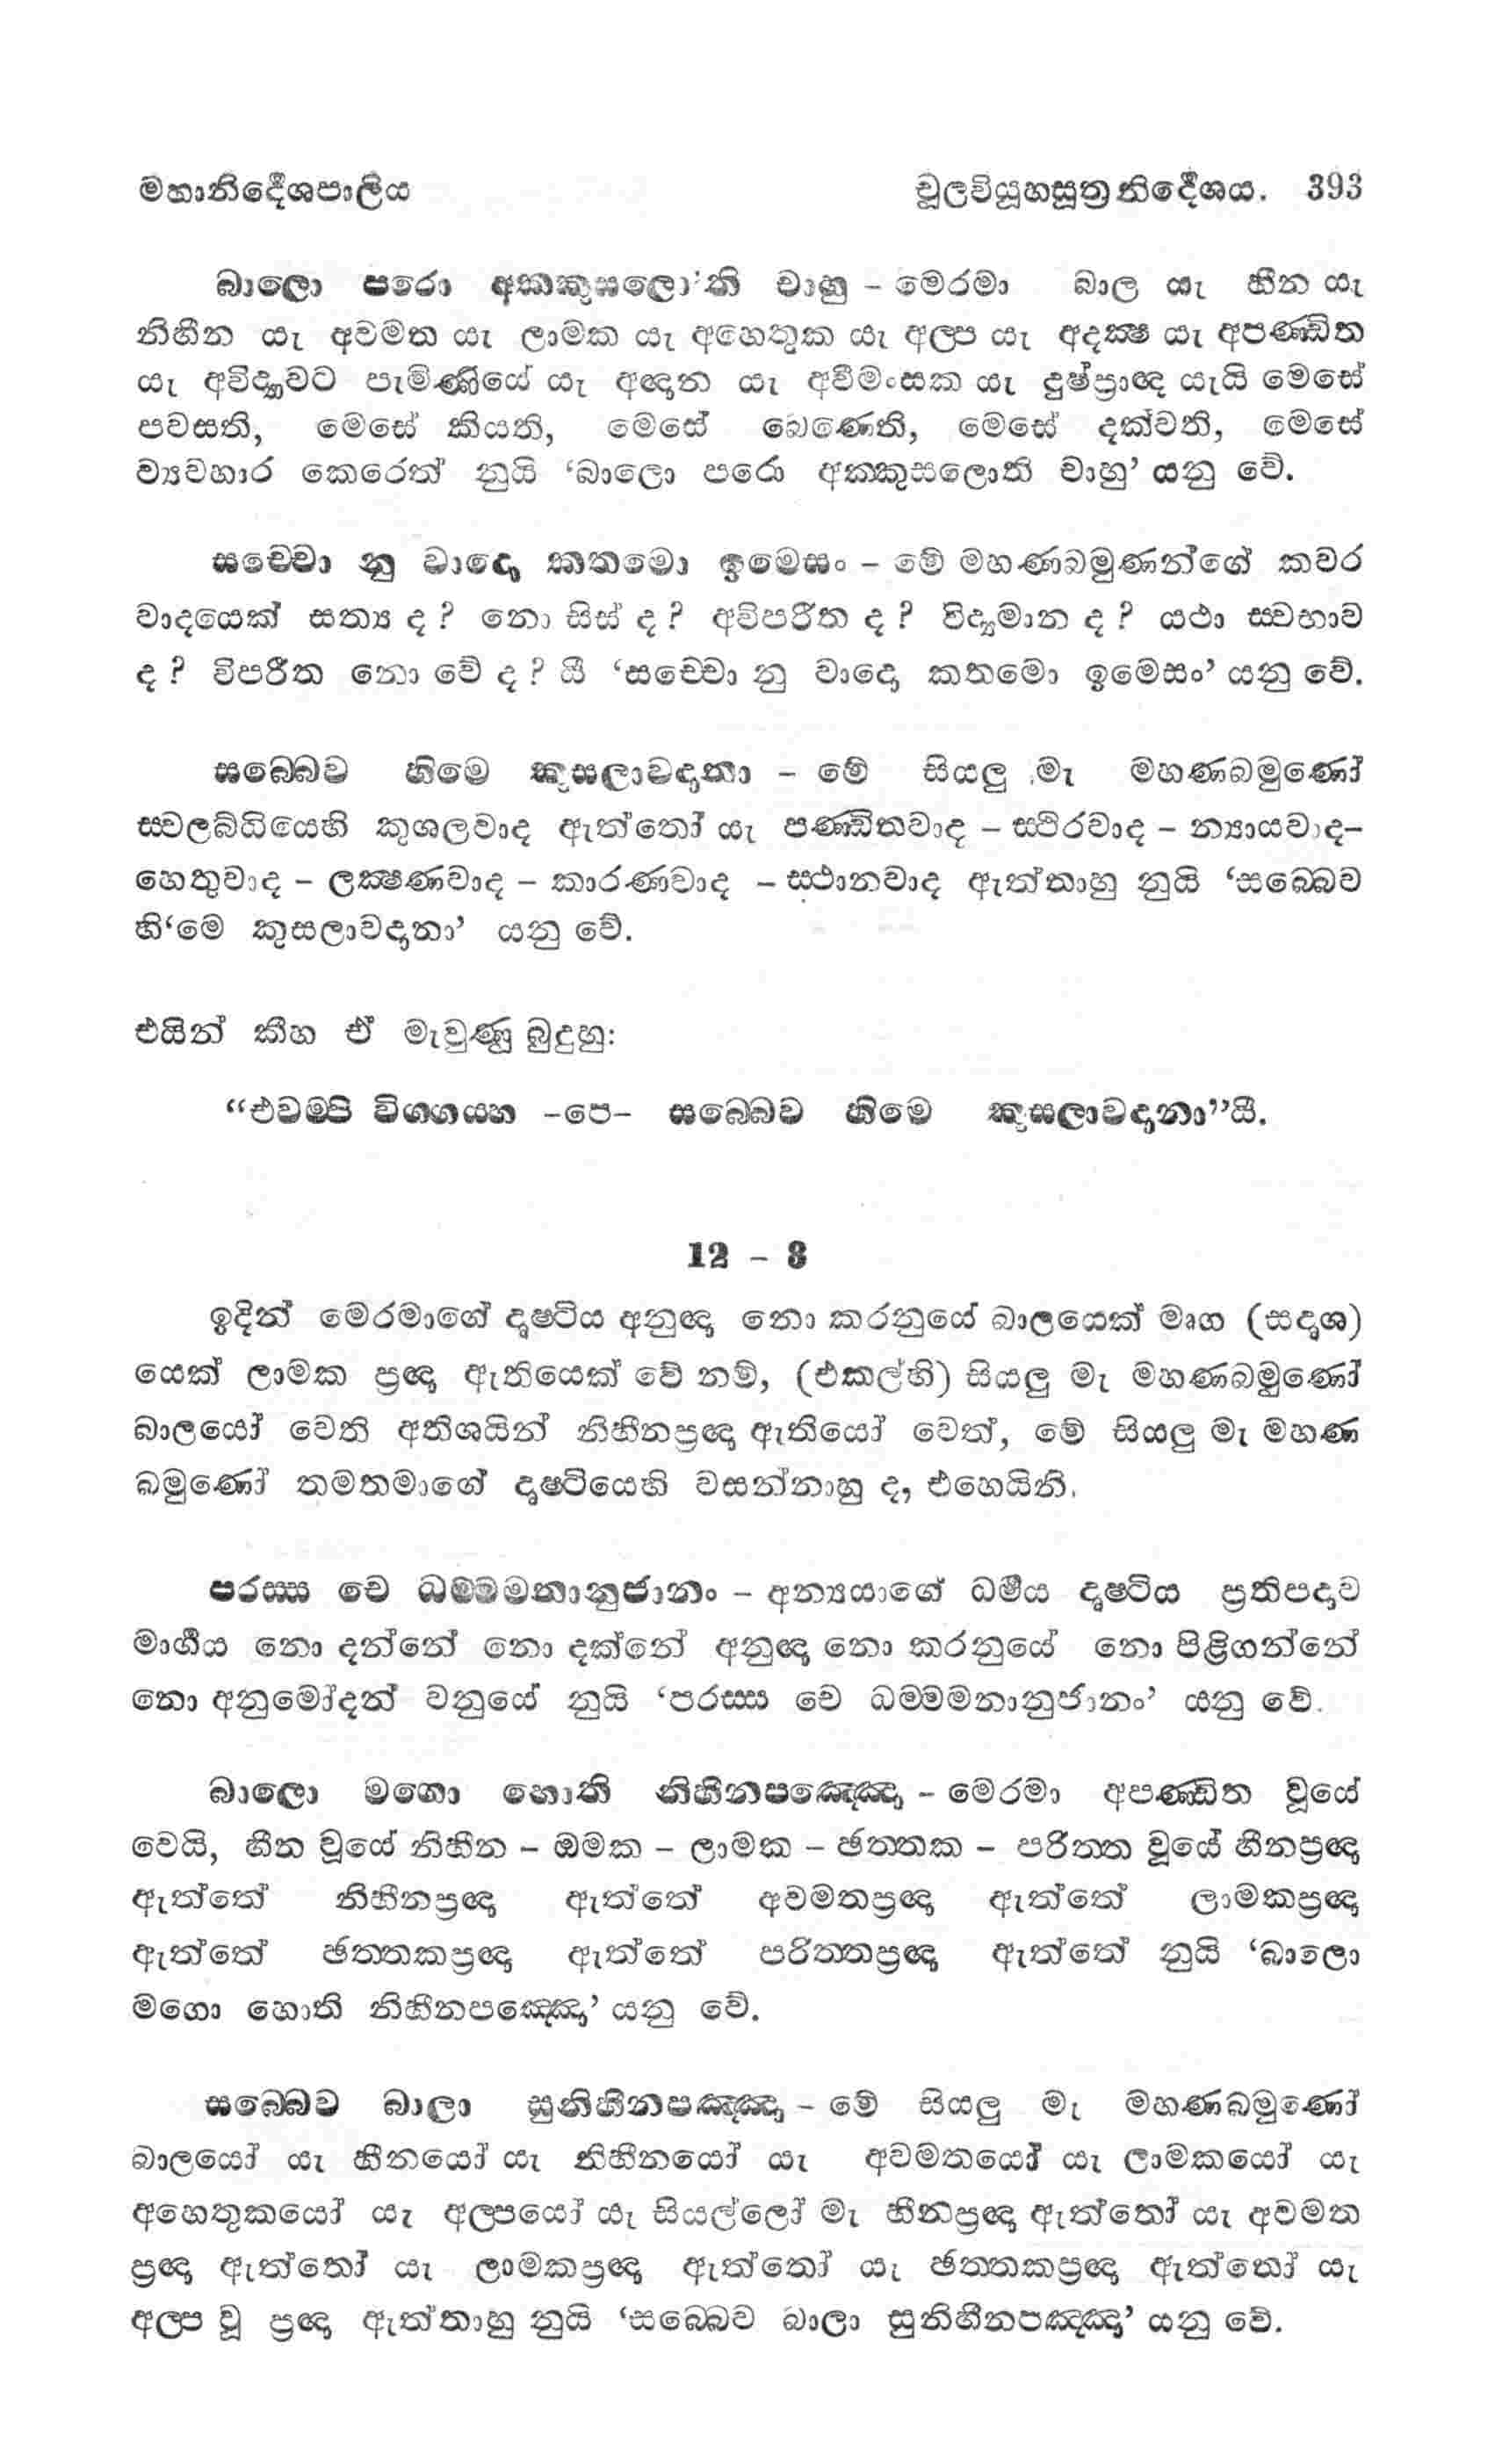 මහානිර්දේශපාලිය චූලවියූහසූත්‍රනිර්දේශය. 393
බාලො පරො අක්කුසලො'ති චාහු – මෙරමා බාල යැ හීන යැ
නිහීන යැ අවමත යැ ලාමක යැ අහෙතුක යැ අල්ප යැ අදක්ෂ යැ අපණ්ඩිත
යැ අවිද්‍යාවට පැමිණියේ යැ අඥාන යැ අවීමංසක යැ දුෂ්ප්‍රාඥ යැයි මෙසේ
පවසති, මෙසේ කියති, මෙසේ බෙණෙති, මෙසේ දක්වති, මෙසේ
ව්‍යවහාර කෙරෙත් නුයි ‘බාලො පරො අක්කුසලොති චාහු’ යනු වේ.
සච්චො නු වාදො කතමො ඉමෙසං – මේ මහණබමුණන්ගේ කවර
වාදයෙක් සත්‍ය ද? නො සිස් ද? අවිපරීත ද? විද්‍යමාන ද? යථා ස්වභාව
ද? විපරීත නො වේ ද? යී ‘සච්චො නු වාදො කතමො ඉමෙසං’ යනු වේ.
සබ්බෙව හිමෙ කුසලාවදානා – මේ සියලු මැ මහණබමුණෝ
ස්වලබ්ධියෙහි කුශලවාද ඇත්තෝ යැ පණ්ඩිතවාද – ස්ථිරවාද – න්‍යායවාද–
හෙතුවාද – ලක්ෂණවාද – කාරණවාද – ස්ථානවාද ඇත්තාහු නුයි ‘සබ්බෙව
හි‘මෙ කුසලාවදානා’ යනු වේ.
එයින් කීහ ඒ මැවුණු බුදුහු:
“එවම්පි විග්ගය්හ –පෙ– සබ්බෙව හිමෙ කුසලාවදානා”යී.
12 – 3
ඉදින් මෙරමාගේ දෘෂ්ටිය අනුඥා නො කරනුයේ බාලයෙක් මෘග (සදෘශ)
යෙක් ලාමක ප්‍රඥා ඇතියෙක් වේ නම්, (එකල්හි) සියලු මැ මහණබමුණෝ
බාලයෝ වෙති අතිශයින් නිහීනප්‍රඥා ඇතියෝ වෙත්, මේ සියලු මැ මහණ
බමුණෝ තමතමාගේ දෘෂ්ටියෙහි වසන්නාහු ද, එහෙයිනි.
පරස්ස චෙ ධම්මමනානුජානං – අන්‍යයාගේ ධර්මය දෘෂ්ටිය ප්‍රතිපදාව
මාර්ගය නො දන්නේ නො දක්නේ අනුඥා නො කරනුයේ නො පිළිගන්නේ
නො අනුමෝදන් වනුයේ නුයි ‘පරස්ස චෙ ධම්මමනානුජානං’ යනු වේ.
බාලො මගො හොති නිහීනපඤ්ඤො – මෙරමා අපණ්ඩිත වූයේ
වෙයි, හීන වූයේ නිහීන – ඔමක – ලාමක – ඡත්තක – පරිත්ත වූයේ හීනප්‍රඥා
ඇත්තේ නිහීනප්‍රඥා ඇත්තේ අවමතප්‍රඥා ඇත්තේ ලාමකප්‍රඥා
ඇත්තේ ඡත්තකප්‍රඥා ඇත්තේ පරිත්තප්‍රඥා ඇත්තේ නුයි ‘බාලො
මගො හොති නිහීනපඤ්ඤො’ යනු වේ.
සබ්බෙව බාලා සුනිහීනපඤ්ඤා – මේ සියලු මැ මහණබමුණෝ
බාලයෝ යැ හීනයෝ යැ නිහීනයෝ යැ අවමතයෝ යැ ලාමකයෝ යැ
අහෙතුකයෝ යැ අල්පයෝ යැ සියල්ලෝ මැ හීනප්‍රඥා ඇත්තෝ යැ අවමත
ප්‍රඥා ඇත්තෝ යැ ලාමකප්‍රඥා ඇත්තෝ යැ ඡත්තකප්‍රඥා ඇත්තෝ යැ
අල්ප වූ ප්‍රඥා ඇත්තාහු නුයි ‘සබ්බෙව බාලා සුනිහීනපඤ්ඤා’ යනු වේ.